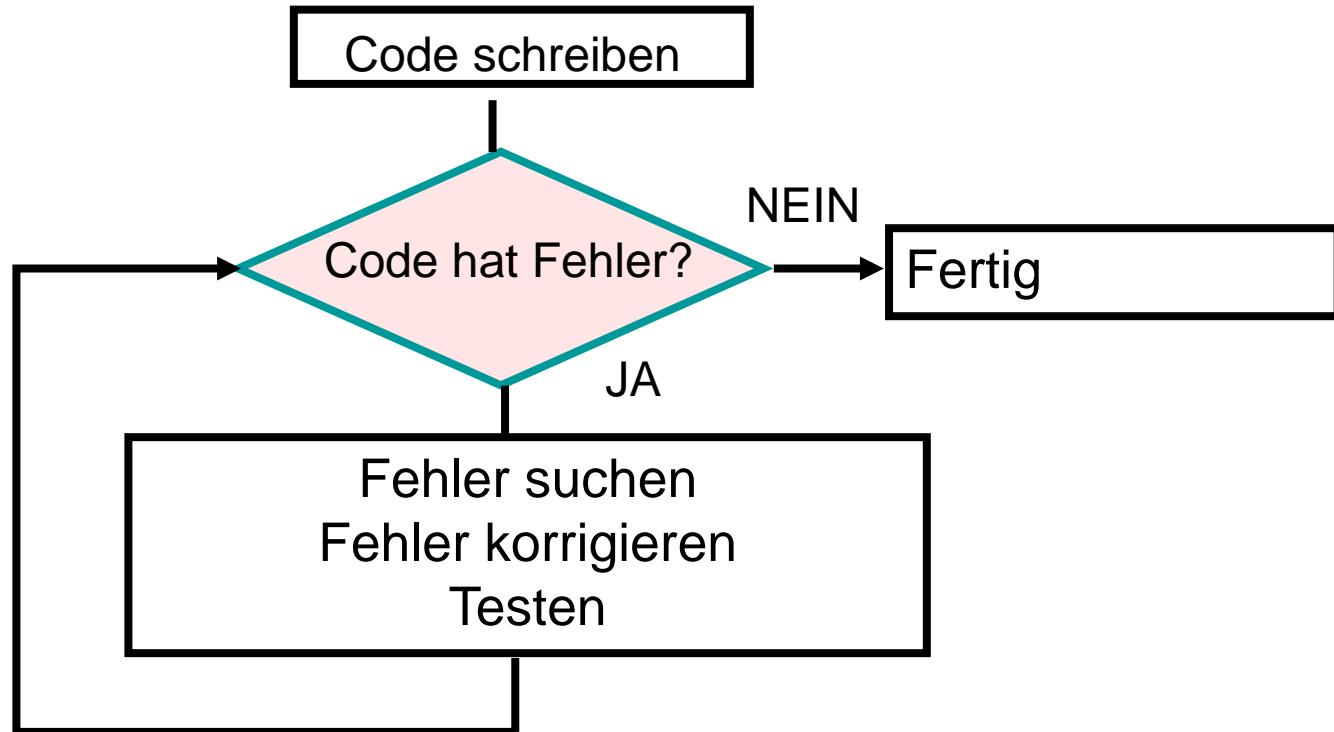 Code schreiben
NEIN
Code hat Fehler?
Fertig
JA
Fehler suchen
Fehler korrigieren
Testen